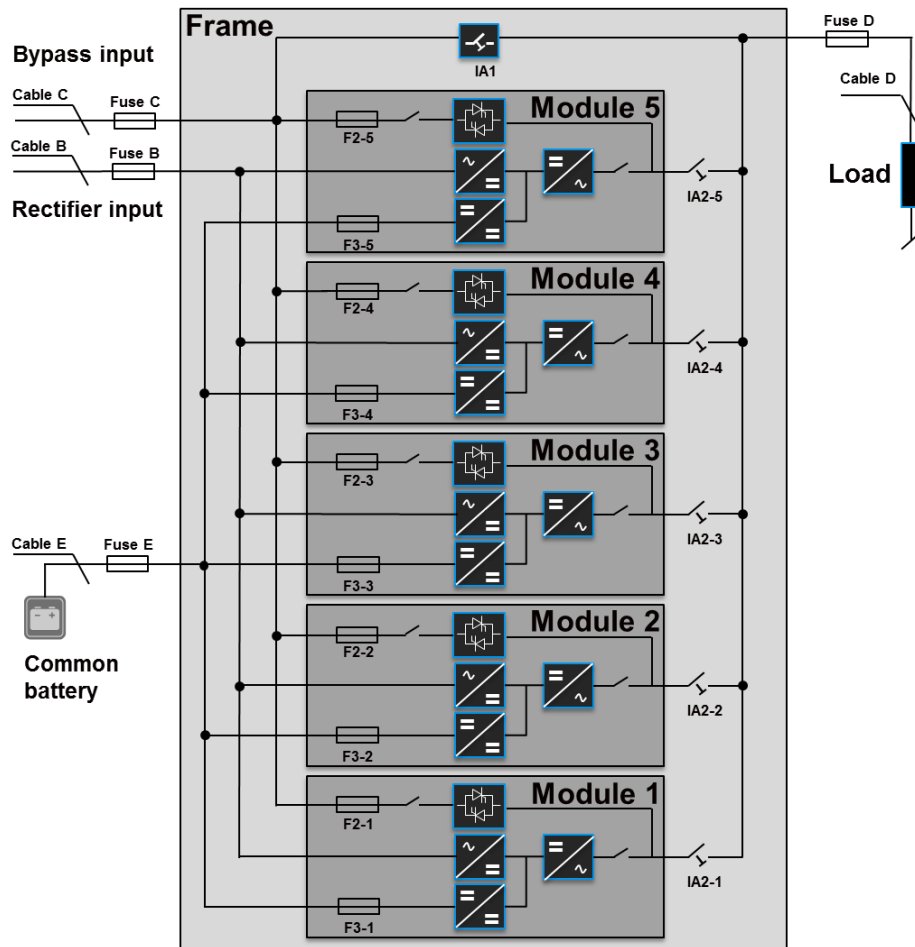 Frame
Fuse D
Bypass input
IA1
Cable C
Fuse C
Cable D
Module 5
F2-5
Cable B
Fuse B
Load
Rectifier input
IA2-5
F3-5
Module 4
F2-4
IA2-4
F3-4
Module 3
F2-3
IA2-3
Cable E
Fuse E
F3-3
Module 2
F2-2
Common
battery
IA2-2
F3-2
Module 1
F2-1
IA2-1
F3-1